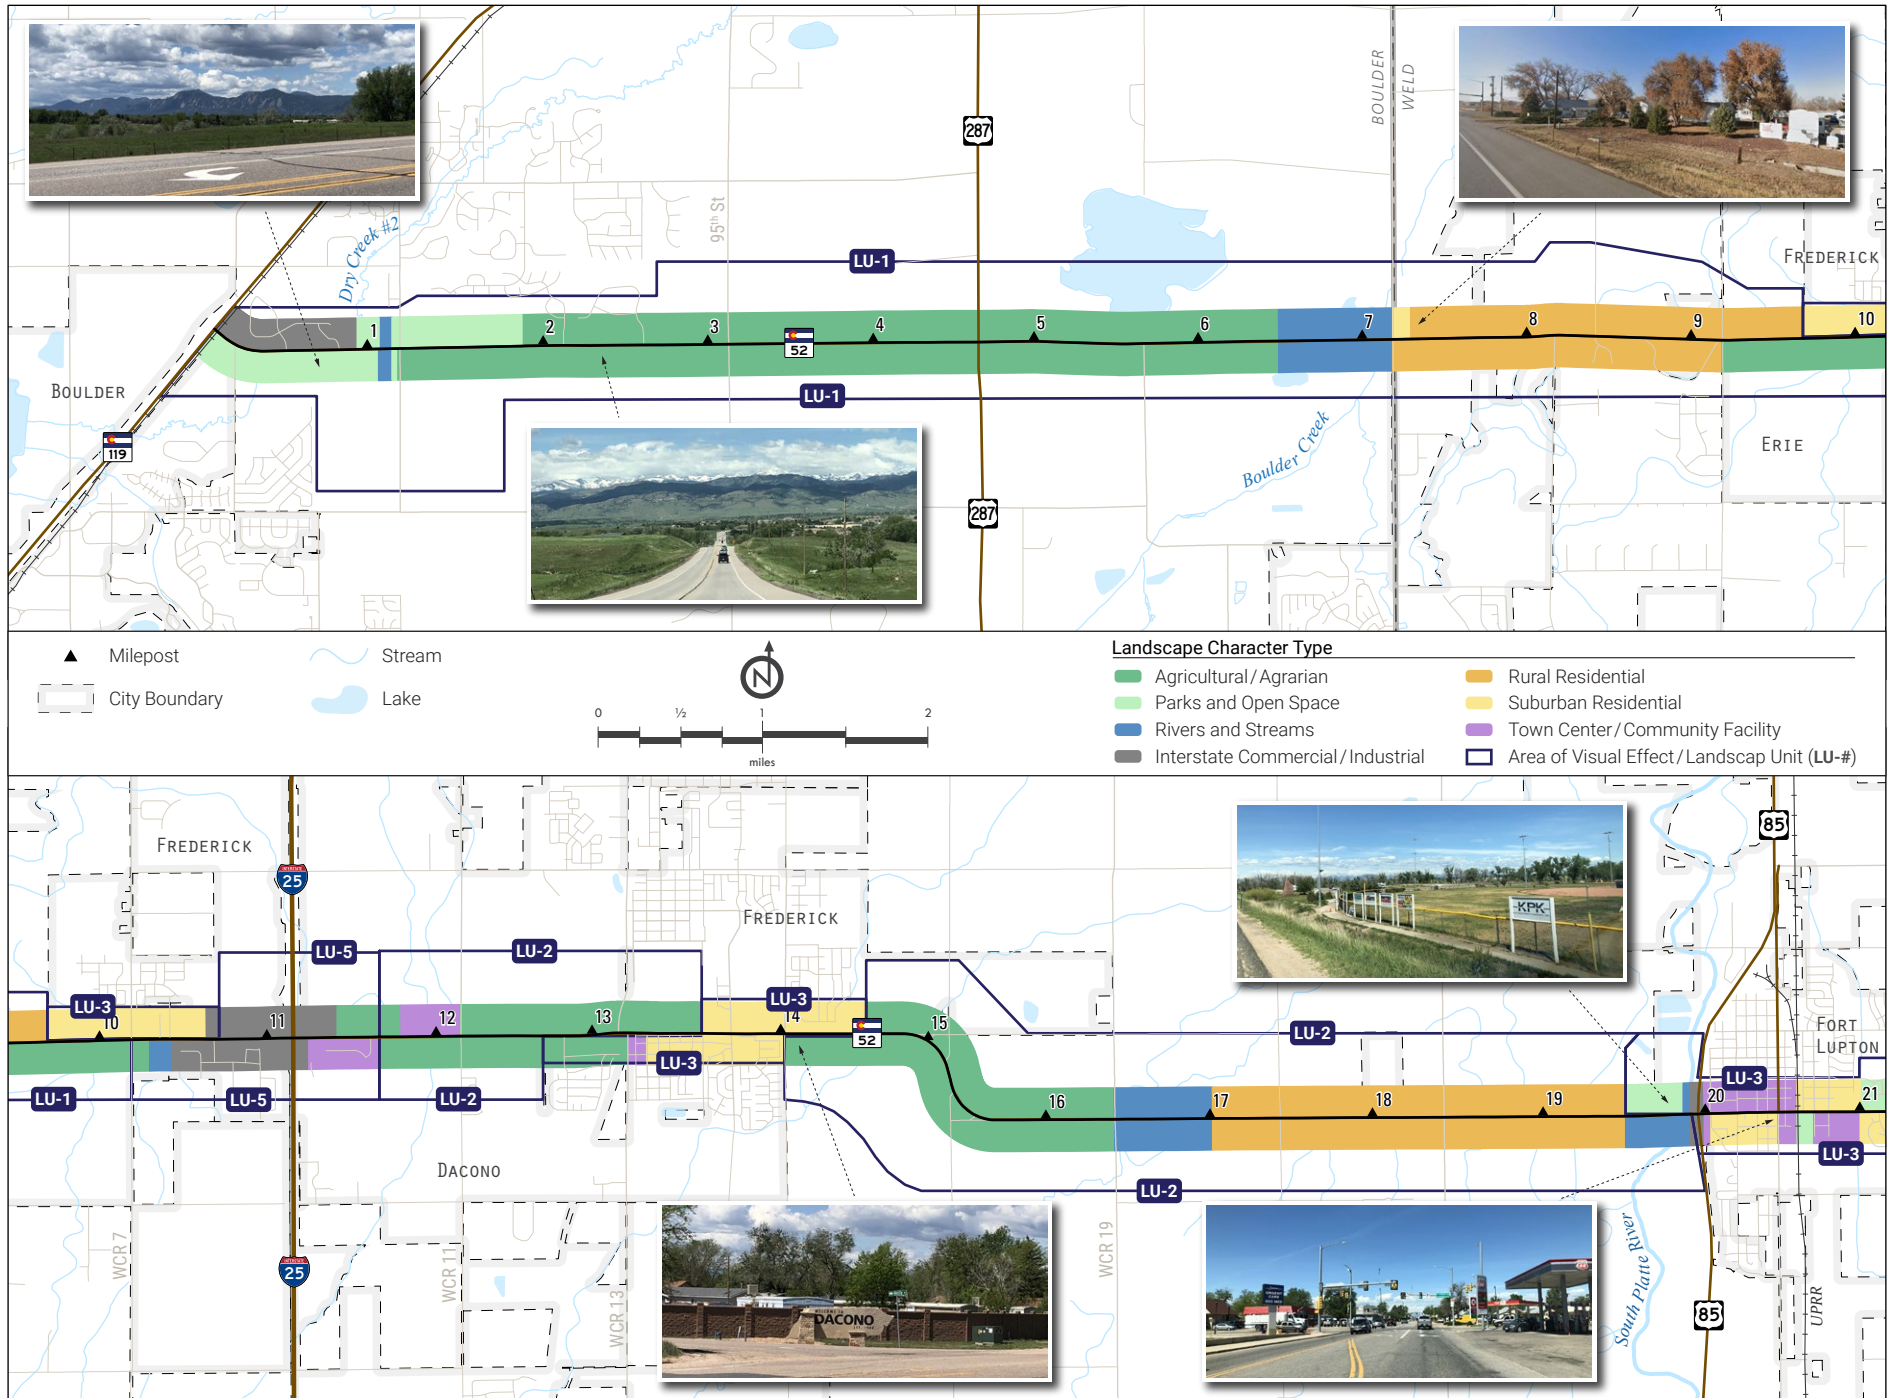 BOULDER
WELD
287
95th St
Dry Creek #2
LU-1
FREDERICK
1
2
3
4
5
6
7
8
9
10
52
BOULDER
LU-1
119
Boulder Creek
ERIE
287
Milepost
City Boundary
Stream
Lake
N
0
½
1
2
miles
Landscape Character Type
Agricultural / Agrarian
Parks and Open Space
Rivers and Streams
Interstate Commercial / Industrial
Rural Residential
Suburban Residential
Town Center / Community Facility
Area of Visual Effect / Landscap Unit (LU-#)
FREDERICK
INTERSTATE
25
85
KPK
FREDERICK
LU-5
LU-2
LU-3
LU-3
10
11
12
13
14
15
52
LU-2
FORT
LUPTON
LU-3
LU-3
LU-1
LU-5
LU-2
16
17
18
19
20
21
LU-3
DACONO
LU-2
WCR 7
WCR 11
WCR 13
WCR 19
INTERSTATE
25
WELCOME TO
DACONO
South Platte River
85
UPRR